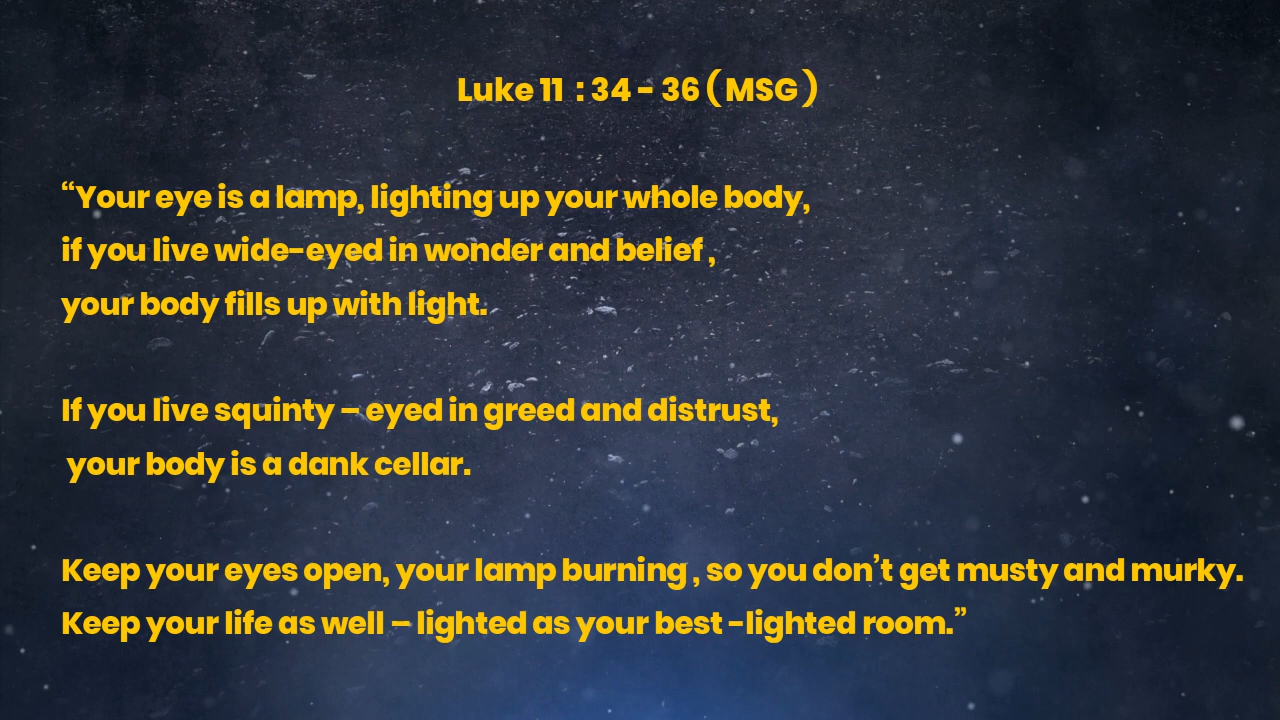 Luke 11 : 34 - 36 ( MSG )
“Your eye is a lamp, lighting up your whole body,
if you live wide-eyed in wonder and belief ,
your body fills up with light.
If you live squinty – eyed in greed and distrust,
your body is a dank cellar.
Keep your eyes open, your lamp burning , so you don’t get musty and murky.
Keep your life as well – lighted as your best -lighted room.”